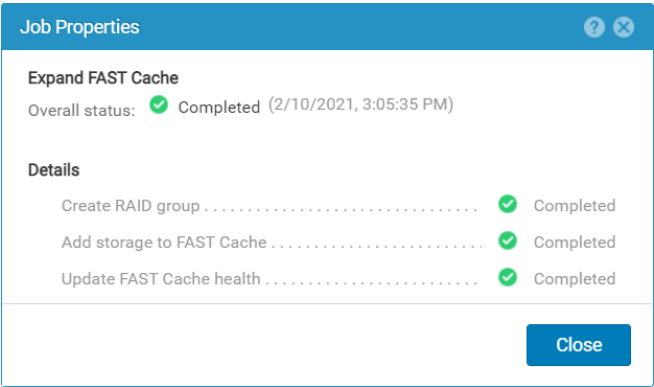 Job Properties ?
Expand FAST Cache
Overall status: Completed (2/10/2021, 3:05:35 PM)
Details
Create RAID group . . . . . . . . . . . . . . . . . . . . . . . . . . . . . . . . . . . . . . . Completed
Add storage to FAST Cache . . . . . . . . . . . . . . . . . . . . . . . . . . . . . . Completed
Update FAST Cache health . . . . . . . . . . . . . . . . . . . . . . . . . . . . . . Completed
Close